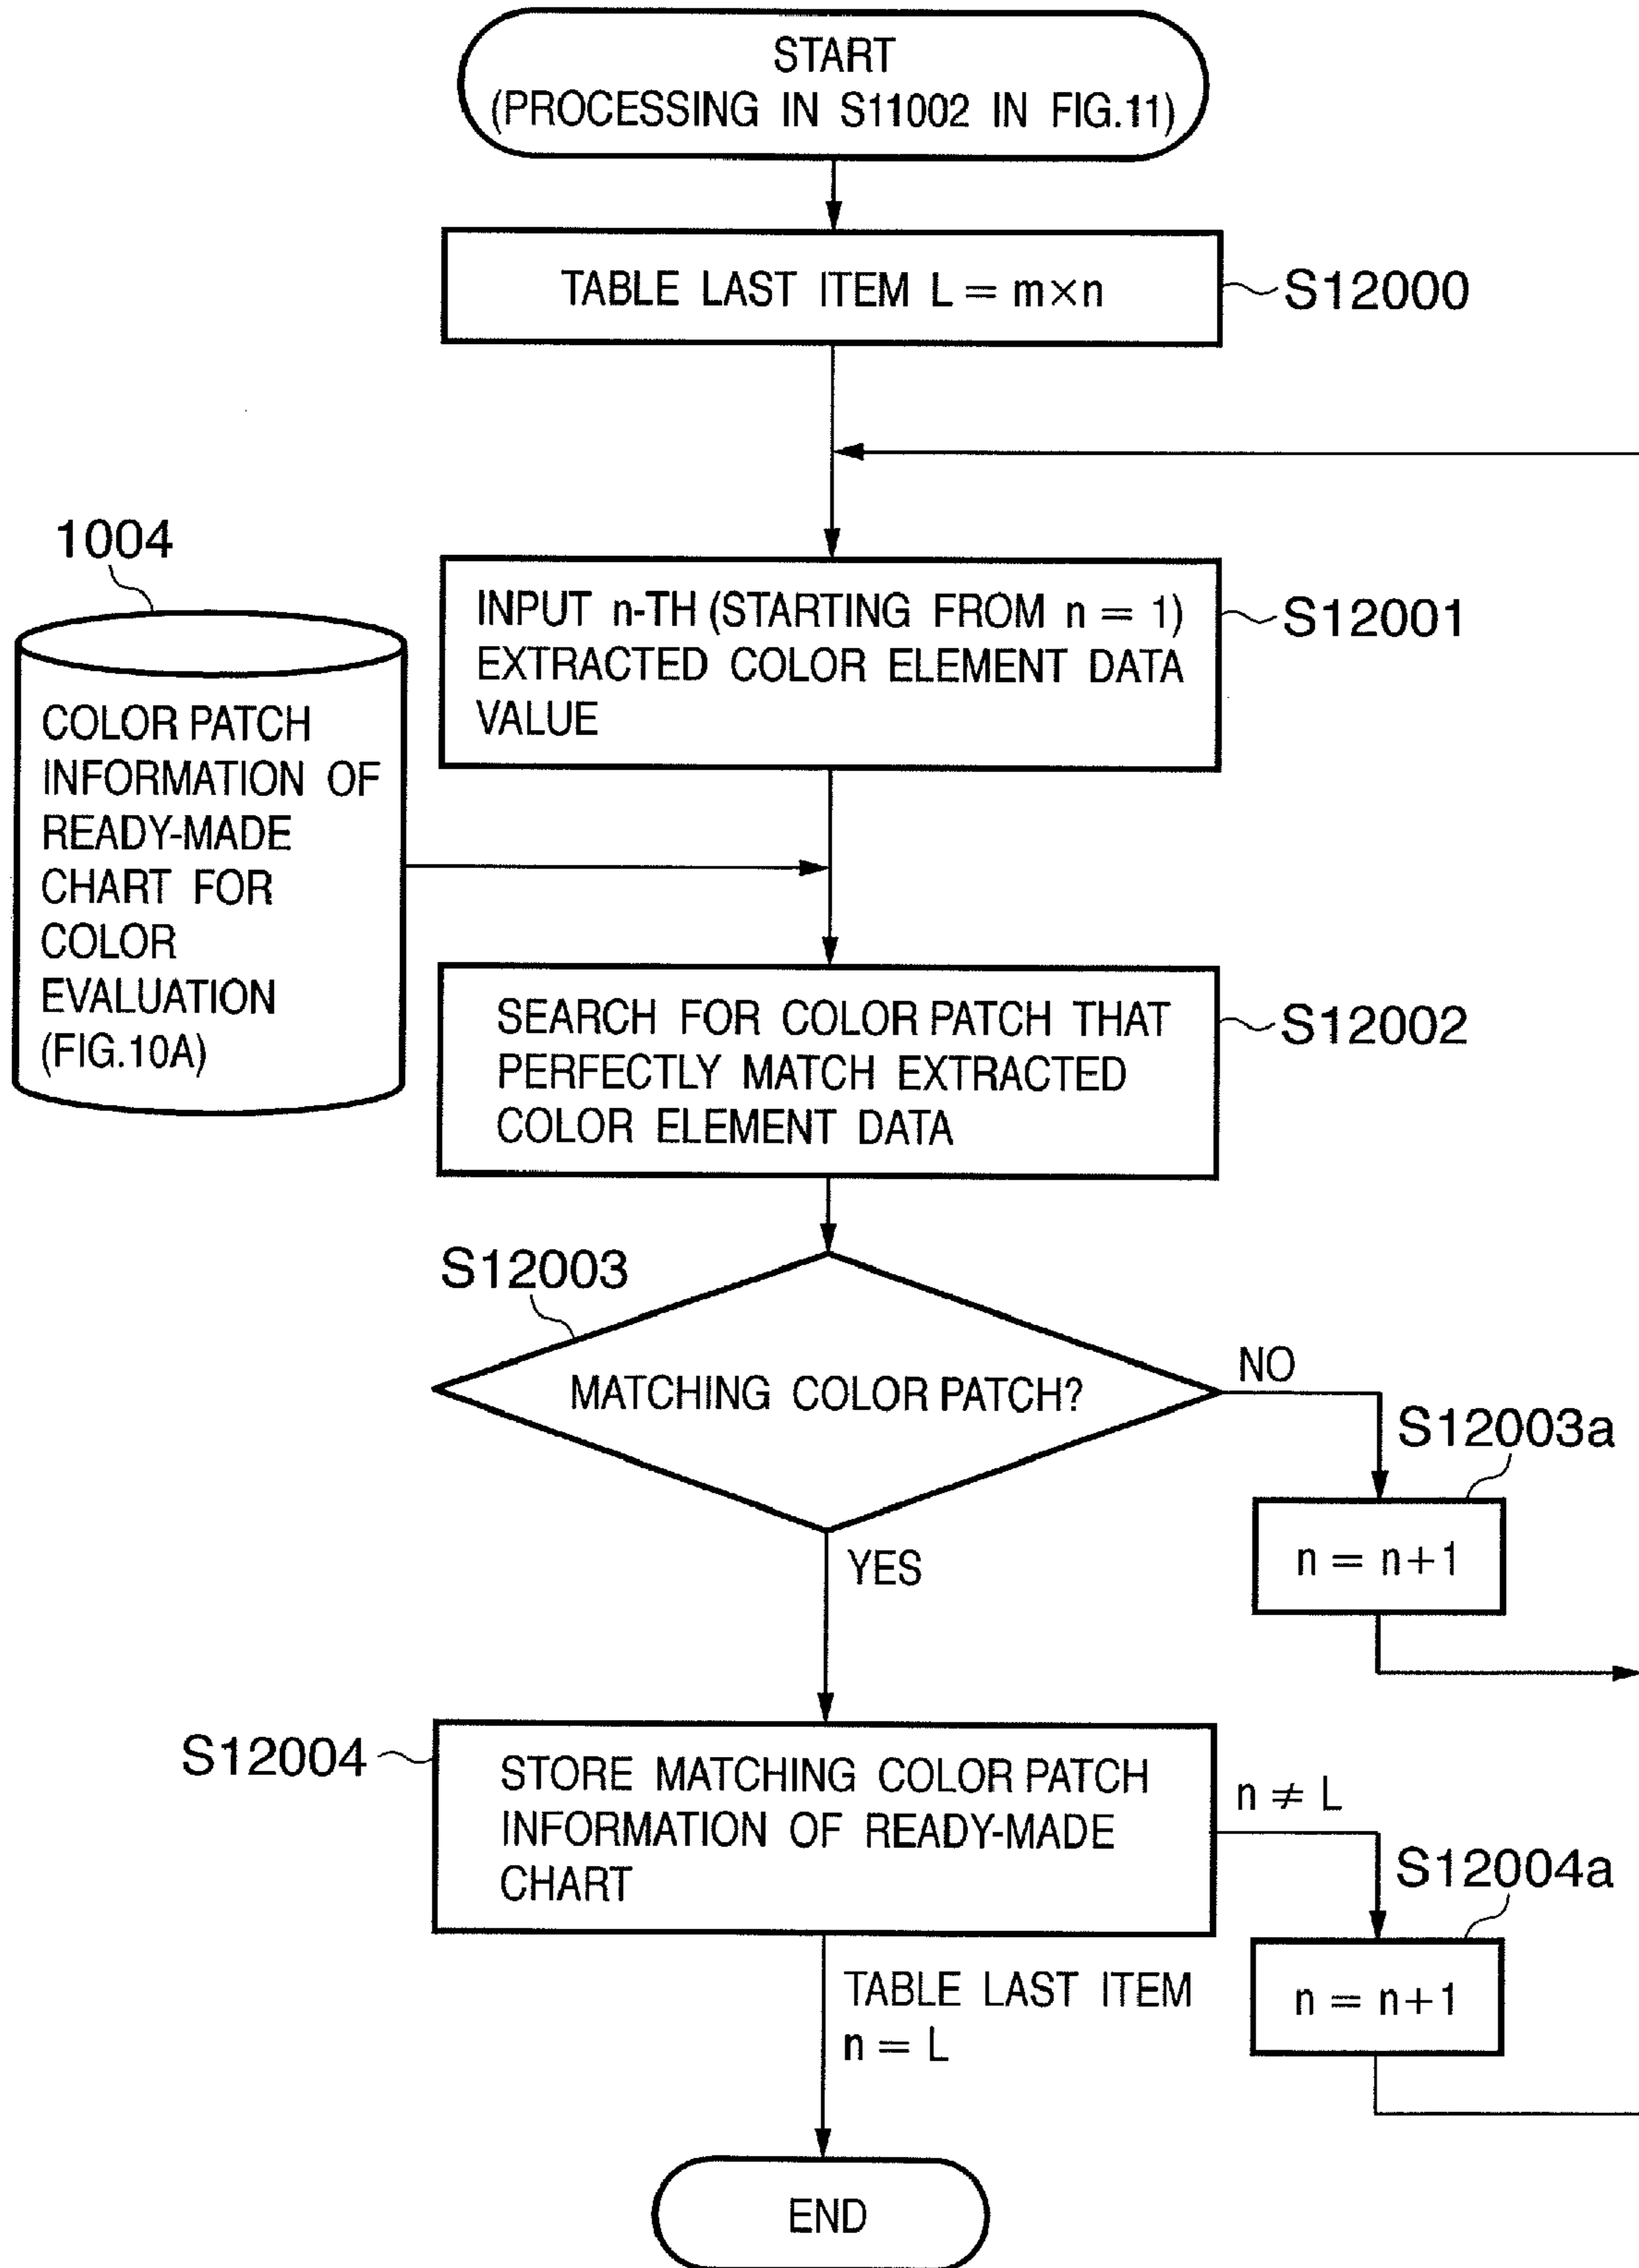 START
(PROCESSING IN S11002 IN FIG.11)
TABLE LAST ITEM L = m×n
S12000
1004
COLOR PATCH
INFORMATION OF
READY-MADE
CHART FOR
COLOR
EVALUATION
(FIG.10A)
INPUT n-TH (STARTING FROM n = 1)
EXTRACTED COLOR ELEMENT DATA
VALUE
S12001
SEARCH FOR COLOR PATCH THAT
PERFECTLY MATCH EXTRACTED
COLOR ELEMENT DATA
S12002
S12003
MATCHING COLOR PATCH?
NO
S12003a
n = n+1
YES
S12004
STORE MATCHING COLOR PATCH
INFORMATION OF READY-MADE
CHART
n ≠ L
S12004a
n = n+1
TABLE LAST ITEM
n = L
END